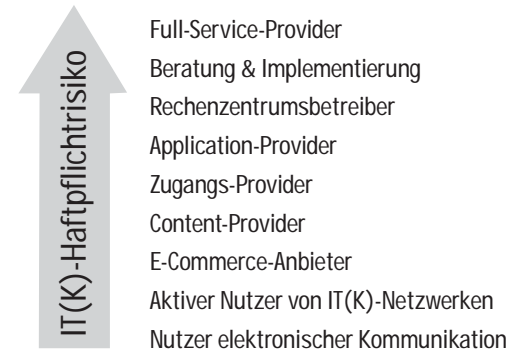 IT(K)-Haftpflichtrisiko
Full-Service-Provider
Beratung & Implementierung
Rechenzentrumsbetreiber
Application-Provider
Zugangs-Provider
Content-Provider
E-Commerce-Anbieter
Aktiver Nutzer von IT(K)-Netzwerken
Nutzer elektronischer Kommunikation